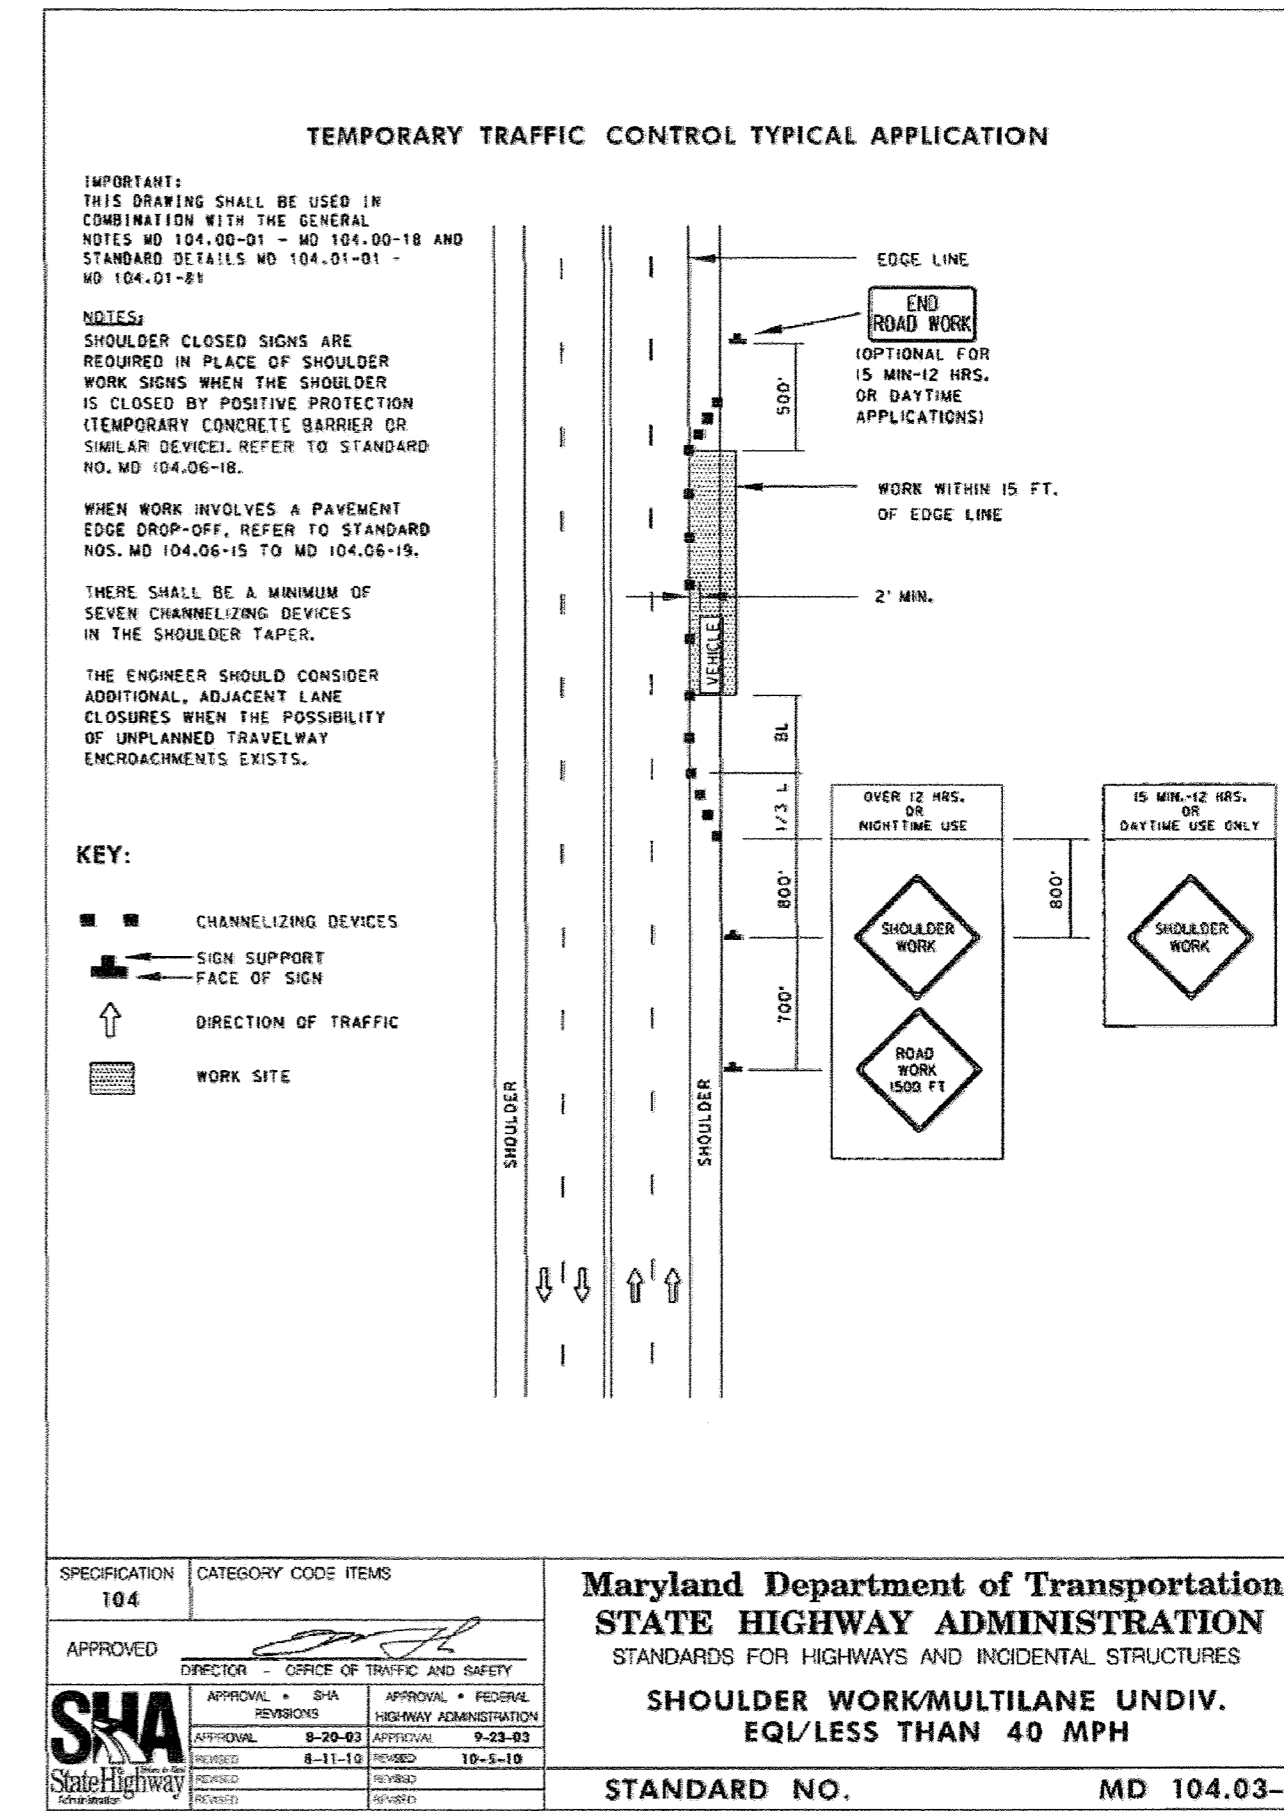 TEMPORARY TRAFFIC CONTROL TYPICAL APPLICATION
IMPORTANT:
THIS DRAWING SHALL BE USED IN
COMBINATION WITH THE GENERAL
NOTES MD 104.00-01 - MD 104.00-18 AND
STANDARD DETAILS MD 104.01-01 -
MD 104.01-81
NOTES:
SHOULDER CLOSED SIGNS ARE
REQUIRED IN PLACE OF SHOULDER
WORK SIGNS WHEN THE SHOULDER
IS CLOSED BY POSITIVE PROTECTION
(TEMPORARY CONCRETE BARRIER OR
SIMILAR DEVICE). REFER TO STANDARD
NO. MD 104.06-18.
WHEN WORK INVOLVES A PAVEMENT
EDGE DROP-OFF, REFER TO STANDARD
NOS. MD 104.06-15 TO MD 104.06-19.
THERE SHALL BE A MINIMUM OF
SEVEN CHANNELIZING DEVICES
IN THE SHOULDER TAPER.
THE ENGINEER SHOULD CONSIDER
ADDITIONAL, ADJACENT LANE
CLOSURES WHEN THE POSSIBILITY
OF UNPLANNED TRAVELWAY
ENCROACHMENTS EXISTS.
KEY:
CHANNELIZING DEVICES
SIGN SUPPORT
FACE OF SIGN
DIRECTION OF TRAFFIC
WORK SITE
EDGE LINE
END
ROAD WORK
(OPTIONAL FOR
15 MIN-12 HRS.
OR DAYTIME
APPLICATIONS)
500'
WORK WITHIN 15 FT.
OF EDGE LINE
2' MIN.
VEHICLE
BL
1/3 L
800'
700'
SHOULDER
SHOULDER
OVER 12 HRS.
OR
NIGHTTIME USE
SHOULDER
WORK
ROAD
WORK
1500 FT
800'
15 MIN.-12 HRS.
OR
DAYTIME USE ONLY
SHOULDER
WORK
SPECIFICATION
104
CATEGORY CODE ITEMS
APPROVED
DIRECTOR - OFFICE OF TRAFFIC AND SAFETY
SHA
State Highway
Administration
APPROVAL • SHA
REVISIONS
APPROVAL • FEDERAL
HIGHWAY ADMINISTRATION
APPROVAL 8-20-03
APPROVAL 9-23-03
REVISED 8-11-10
REVISED 10-5-10
REVISED
REVISED
REVISED
REVISED
Maryland Department of Transportation
STATE HIGHWAY ADMINISTRATION
STANDARDS FOR HIGHWAYS AND INCIDENTAL STRUCTURES
SHOULDER WORK/MULTILANE UNDIV.
EQL/LESS THAN 40 MPH
STANDARD NO. MD 104.03-